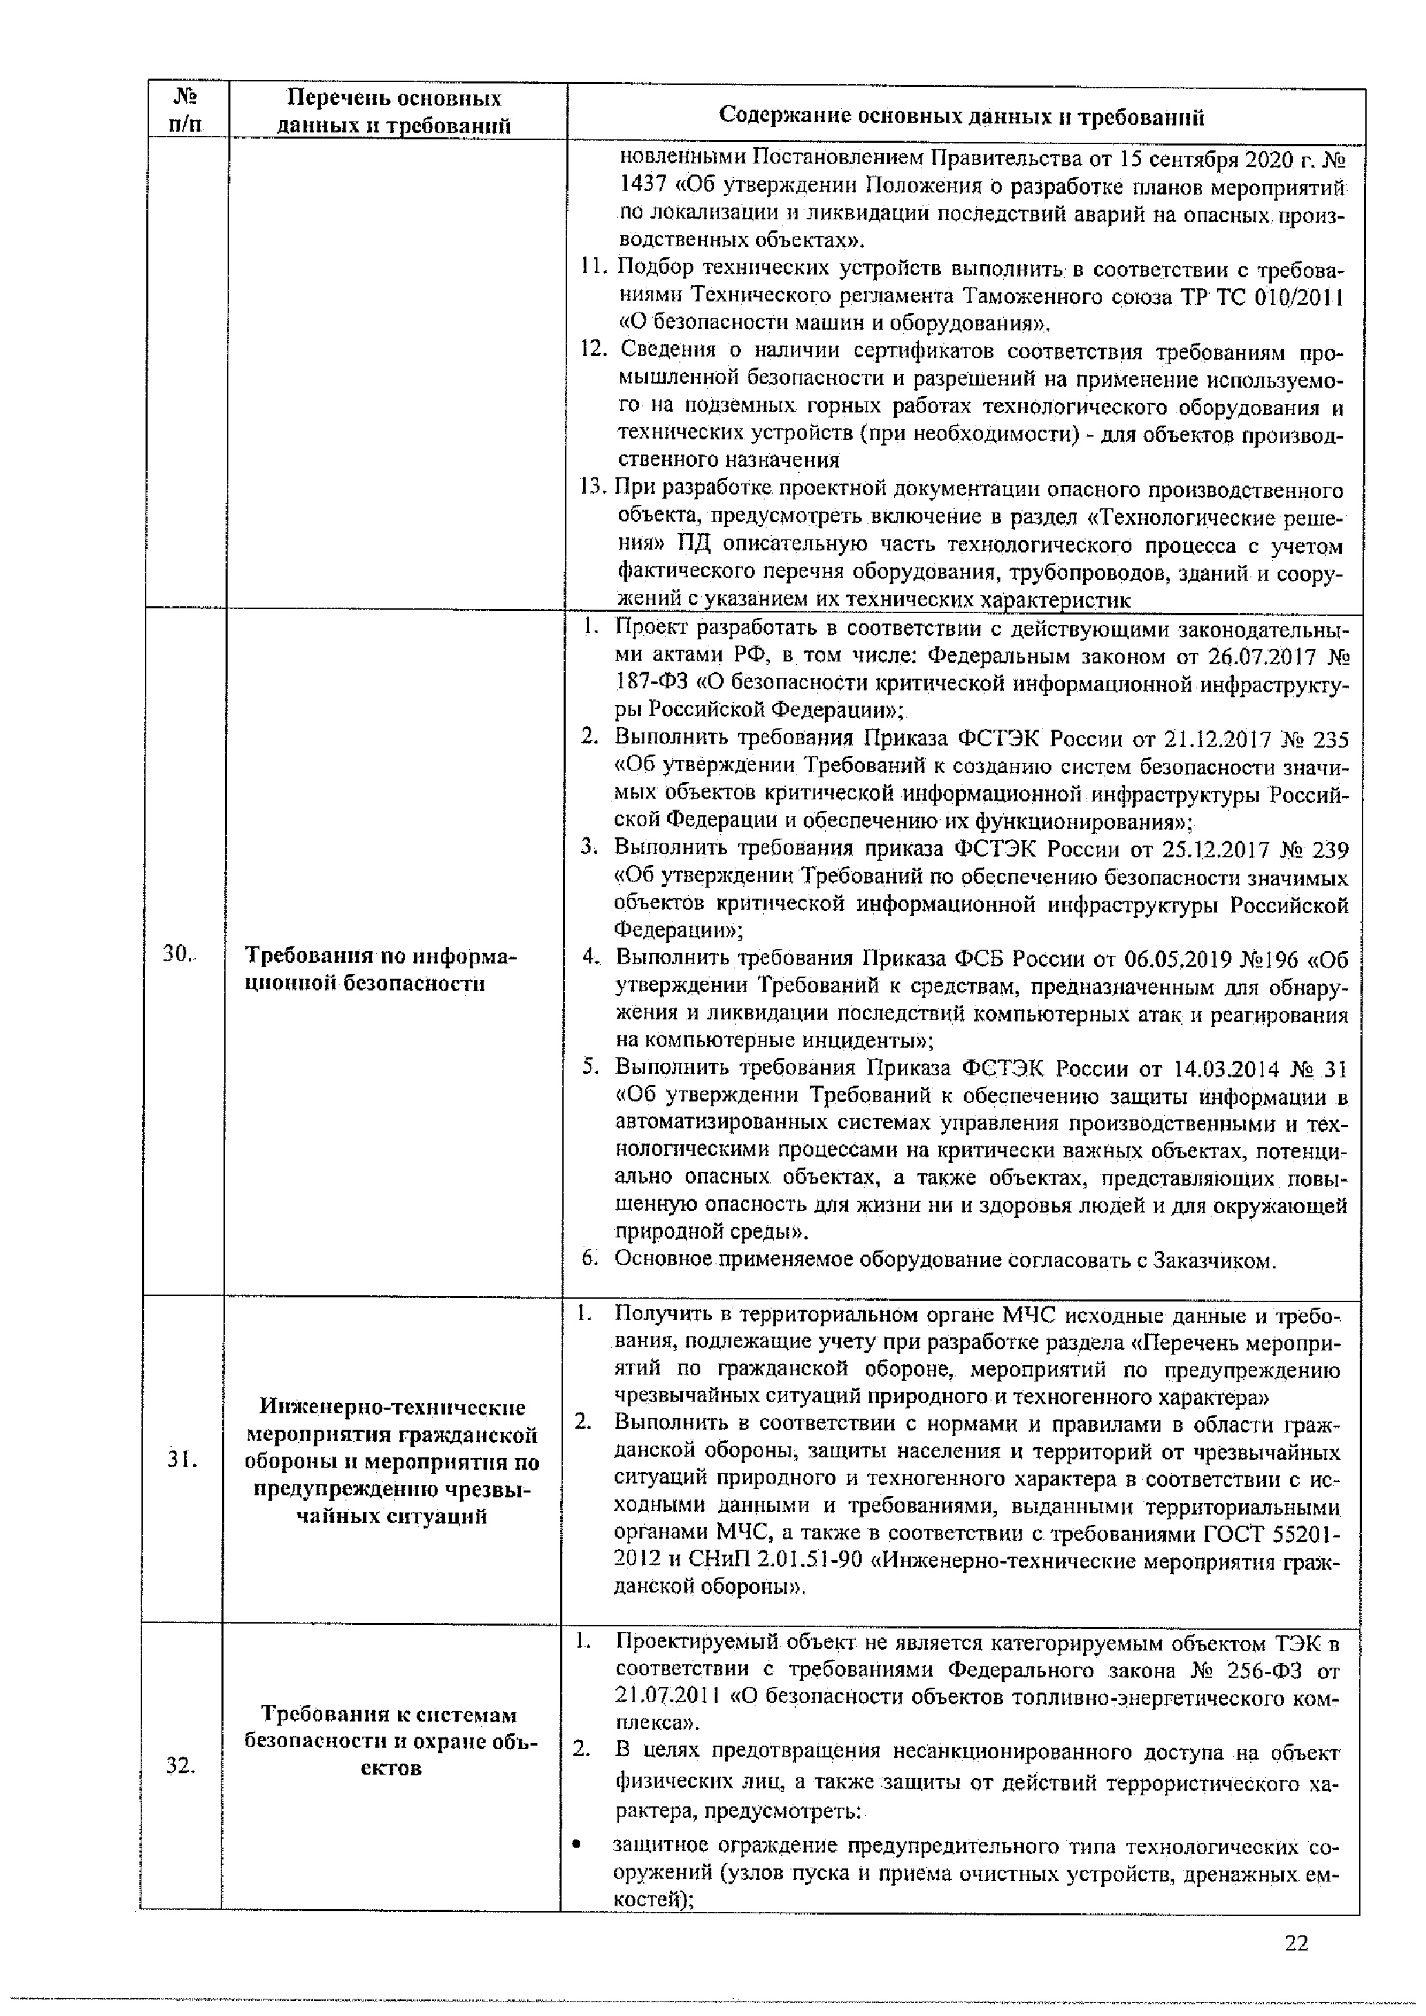 №
п/п
Перечень основных
данных и требований
Содержание основных данных и требований
новленными Постановлением Правительства от 15 сентября 2020 г. №
1437 «Об утверждении Положения о разработке планов мероприятий
по локализации и ликвидации последствий аварий на опасных произ-
водственных объектах».
11. Подбор технических устройств выполнить в соответствии с требова-
ниями Технического регламента Таможенного союза ТР ТС 010/2011
«О безопасности машин и оборудования».
12. Сведения о наличии сертификатов соответствия требованиям про-
мышленной безопасности и разрешений на применение используемо-
го на подземных горных работах технологического оборудования и
технических устройств (при необходимости) - для объектов производ-
ственного назначения
13. При разработке проектной документации опасного производственного
объекта, предусмотреть включение в раздел «Технологические реше-
ния» ПД описательную часть технологического процесса с учетом
фактического перечня оборудования, трубопроводов, зданий и соору-
жений с указанием их технических характеристик
30.
Требования по информа-
ционной безопасности
1. Проект разработать в соответствии с действующими законодательны-
ми актами РФ, в том числе: Федеральным законом от 26.07.2017 №
187-ФЗ «О безопасности критической информационной инфраструкту-
ры Российской Федерации»;
2. Выполнить требования Приказа ФСТЭК России от 21.12.2017 № 235
«Об утверждении Требований к созданию систем безопасности значи-
мых объектов критической информационной инфраструктуры Россий-
ской Федерации и обеспечению их функционирования»;
3. Выполнить требования приказа ФСТЭК России от 25.12.2017 № 239
«Об утверждении Требований по обеспечению безопасности значимых
объектов критической информационной инфраструктуры Российской
Федерации»;
4. Выполнить требования Приказа ФСБ России от 06.05.2019 №196 «Об
утверждении Требований к средствам, предназначенным для обнару-
жения и ликвидации последствий компьютерных атак и реагирования
на компьютерные инциденты»;
5. Выполнить требования Приказа ФСТЭК России от 14.03.2014 № 31
«Об утверждении Требований к обеспечению защиты информации в
автоматизированных системах управления производственными и тех-
нологическими процессами на критически важных объектах, потенци-
ально опасных объектах, а также объектах, представляющих повы-
шенную опасность для жизни ни и здоровья людей и для окружающей
природной среды».
6. Основное применяемое оборудование согласовать с Заказчиком.
31.
Инженерно-технические
мероприятия гражданской
обороны и мероприятия по
предупреждению чрезвы-
чайных ситуаций
1. Получить в территориальном органе МЧС исходные данные и требо-
вания, подлежащие учету при разработке раздела «Перечень меропри-
ятий по гражданской обороне, мероприятий по предупреждению
чрезвычайных ситуаций природного и техногенного характера»
2. Выполнить в соответствии с нормами и правилами в области граж-
данской обороны, защиты населения и территорий от чрезвычайных
ситуаций природного и техногенного характера в соответствии с ис-
ходными данными и требованиями, выданными территориальными
органами МЧС, а также в соответствии с требованиями ГОСТ 55201-
2012 и СНиП 2.01.51-90 «Инженерно-технические мероприятия граж-
данской обороны».
32.
Требования к системам
безопасности и охране объ-
ектов
1. Проектируемый объект не является категорируемым объектом ТЭК в
соответствии с требованиями Федерального закона № 256-ФЗ от
21.07.2011 «О безопасности объектов топливно-энергетического ком-
плекса».
2. В целях предотвращения несанкционированного доступа на объект
физических лиц, а также защиты от действий террористического ха-
рактера, предусмотреть:
• защитное ограждение предупредительного типа технологических со-
оружений (узлов пуска и приема очистных устройств, дренажных ем-
костей);
22